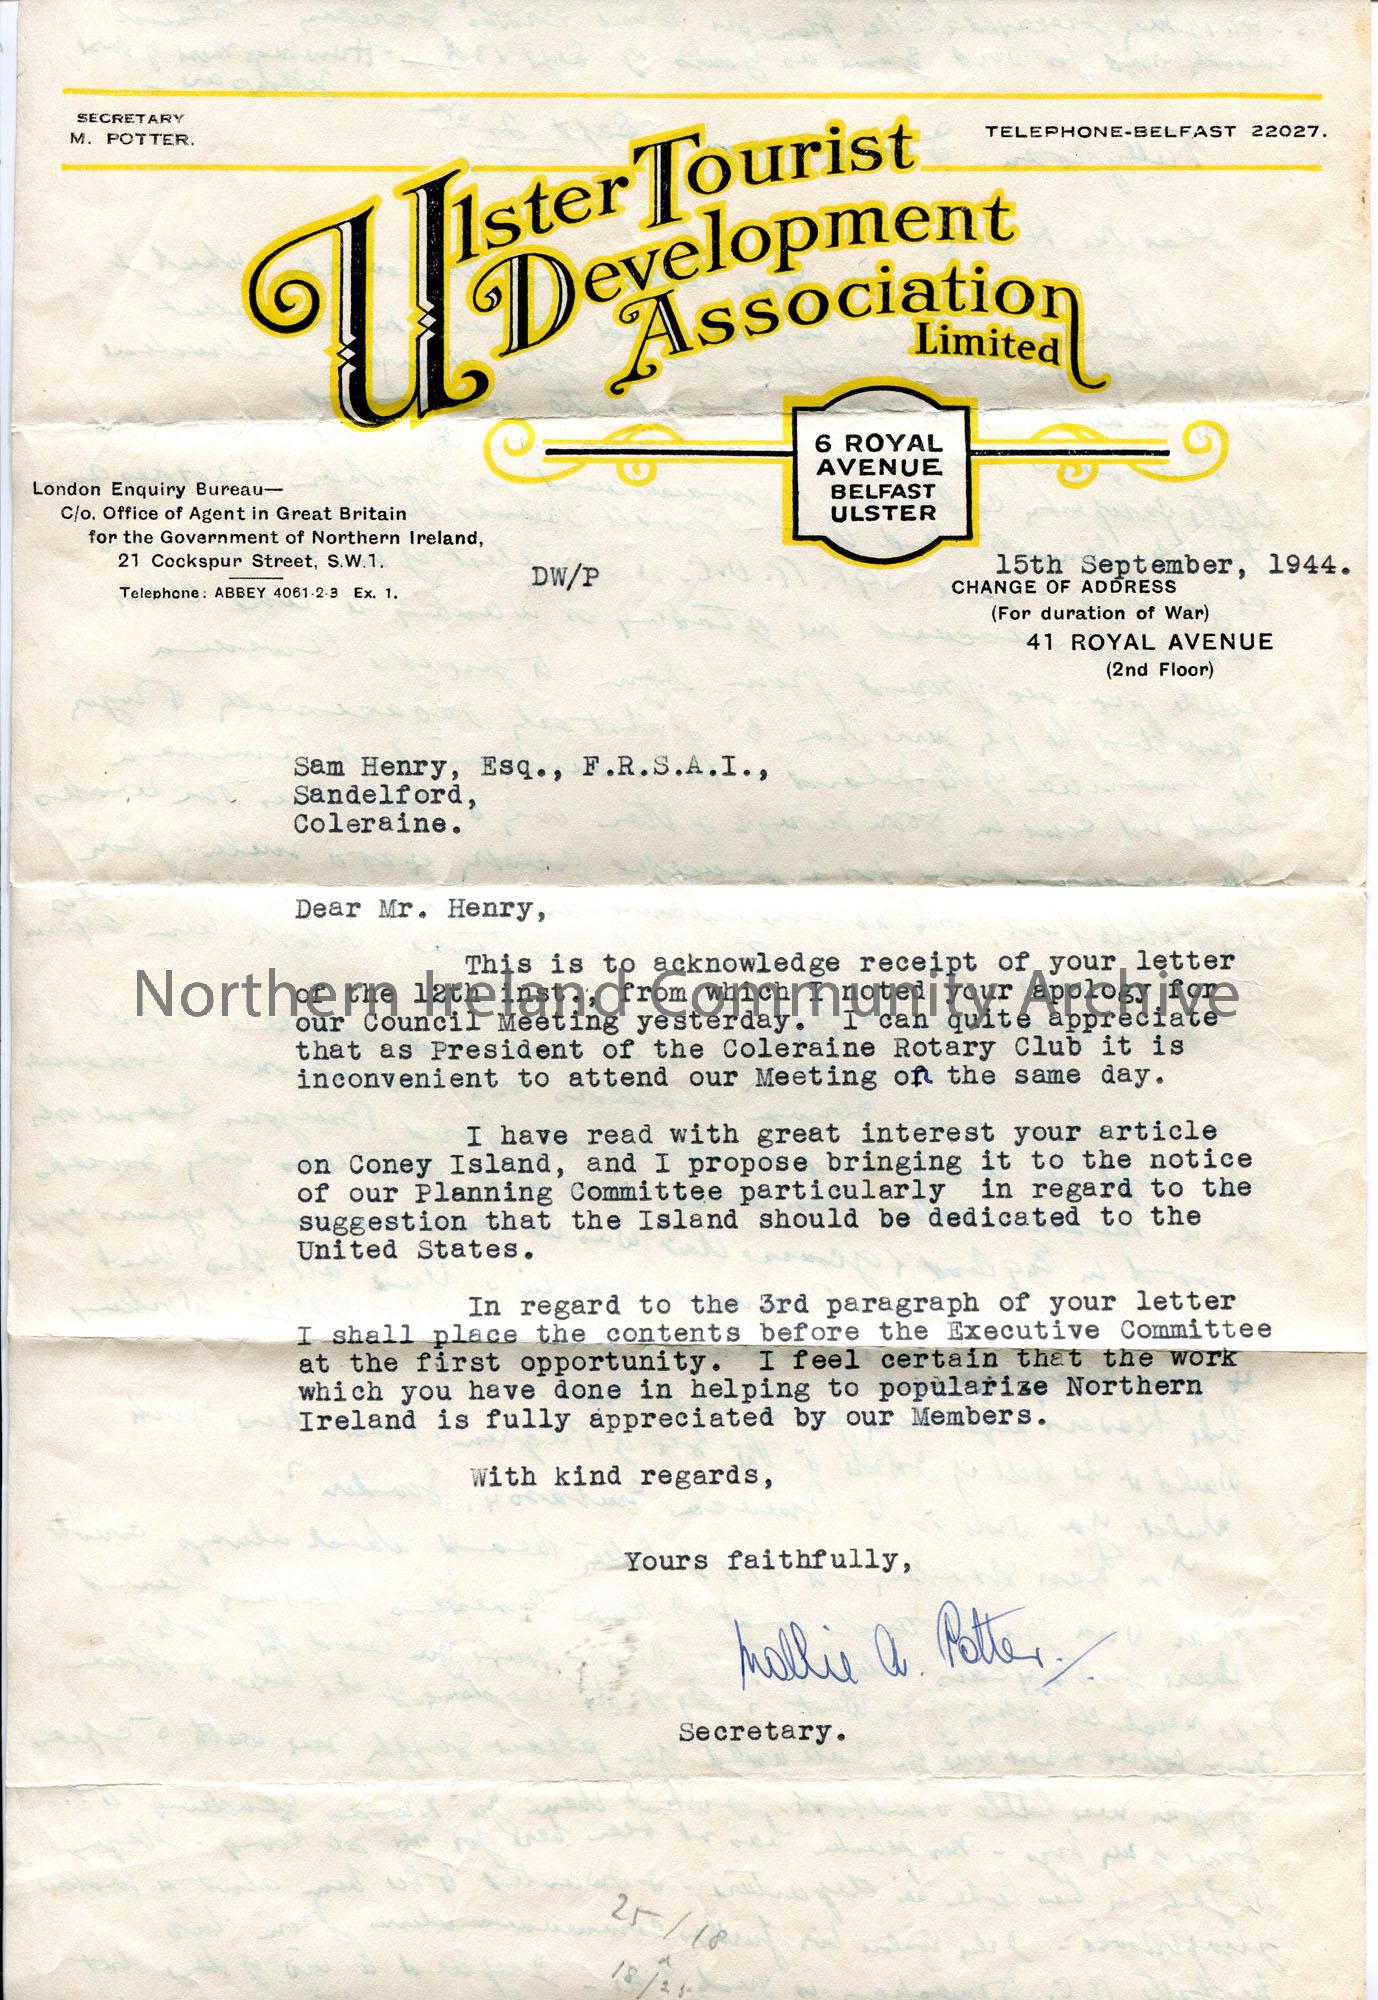 SECRETARY
M. POTTER.
TELEPHONE-BELFAST 22027.
Ulster Tourist
Development
Association
Limited
6 ROYAL
AVENUE
BELFAST
ULSTER
London Enquiry Bureau—
C/o. Office of Agent in Great Britain
for the Government of Northern Ireland,
21 Cockspur Street, S.W.1.
Telephone: ABBEY 4061-2-3 Ex. 1.
DW/P
15th September, 1944.
CHANGE OF ADDRESS
(For duration of War)
41 ROYAL AVENUE
(2nd Floor)
Sam Henry, Esq., F.R.S.A.I.,
Sandelford,
Coleraine.
Dear Mr. Henry,
This is to acknowledge receipt of your letter
of the 12th inst., from which I noted your apology for
our Council Meeting yesterday. I can quite appreciate
that as President of the Coleraine Rotary Club it is
inconvenient to attend our Meeting on the same day.
I have read with great interest your article
on Coney Island, and I propose bringing it to the notice
of our Planning Committee particularly in regard to the
suggestion that the Island should be dedicated to the
United States.
In regard to the 3rd paragraph of your letter
I shall place the contents before the Executive Committee
at the first opportunity. I feel certain that the work
which you have done in helping to popularize Northern
Ireland is fully appreciated by our Members.
With kind regards,
Yours faithfully,
Mollie A. Potter.
Secretary.
25/18
Northern Ireland Community Archive